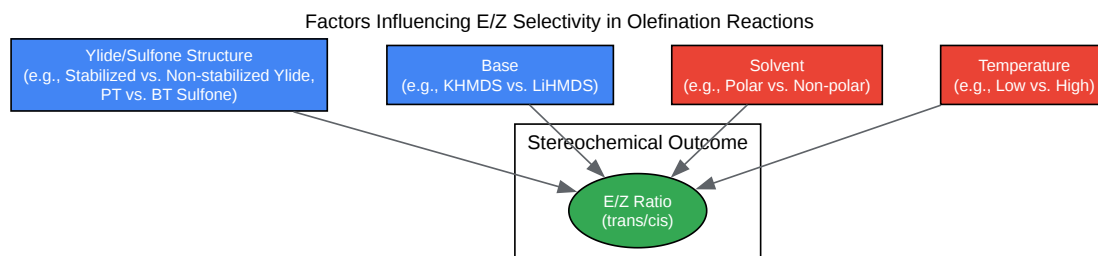 Factors Influencing E/Z Selectivity in Olefination Reactions
Ylide/Sulfone Structure
(e.g., Stabilized vs. Non-stabilized Ylide,
PT vs. BT Sulfone)
Base
(e.g., KHMDS vs. LiHMDS)
Solvent
(e.g., Polar vs. Non-polar)
Temperature
(e.g., Low vs. High)
Stereochemical Outcome
E/Z Ratio
(trans/cis)